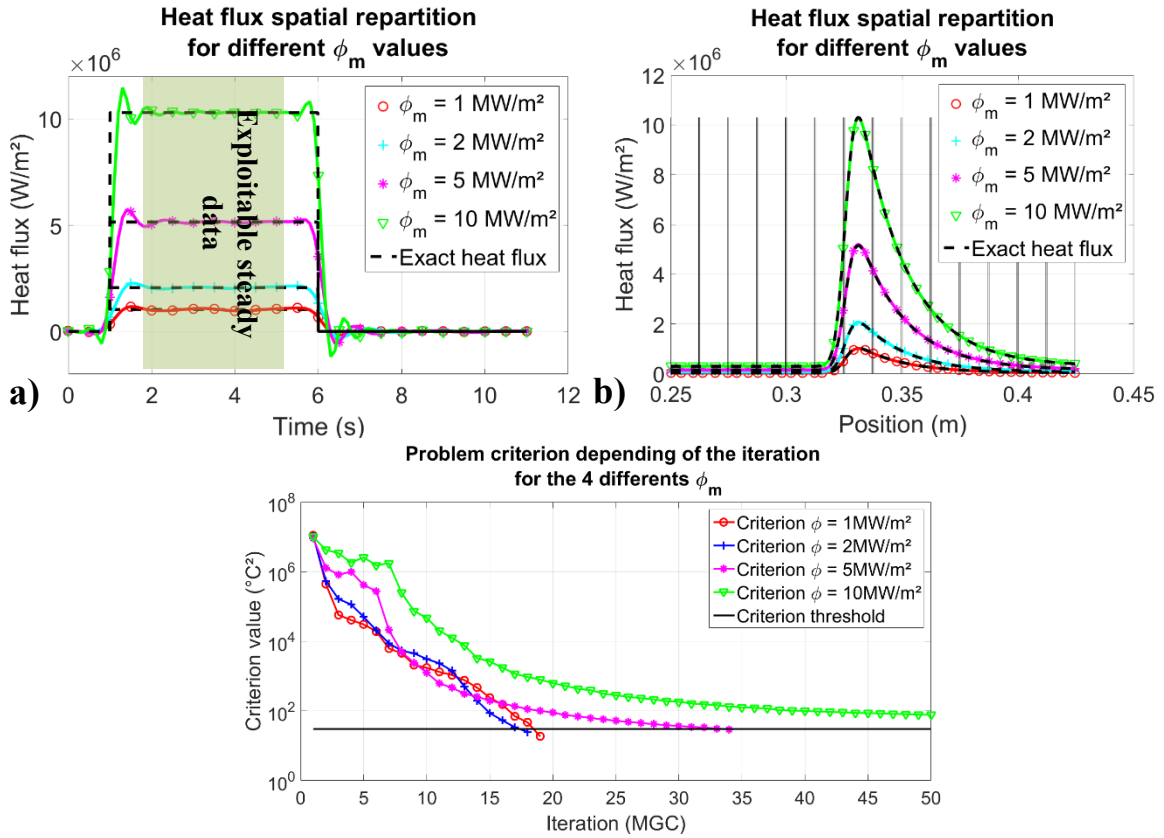 Heat flux spatial repartition
for different ϕm values
×10⁶
Heat flux (W/m²)
10
5
0
ϕm = 1 MW/m²
ϕm = 2 MW/m²
ϕm = 5 MW/m²
ϕm = 10 MW/m²
Exact heat flux
Exploitable steady
data
0 2 4 6 8 10 12
Time (s)
a)
Heat flux spatial repartition
for different ϕm values
×10⁶
Heat flux (W/m²)
12
10
8
6
4
2
0
ϕm = 1 MW/m²
ϕm = 2 MW/m²
ϕm = 5 MW/m²
ϕm = 10 MW/m²
Exact heat flux
0.25 0.3 0.35 0.4 0.45
Position (m)
b)
Problem criterion depending of the iteration
for the 4 differents ϕm
Criterion value (°C²)
10⁸
10⁶
10⁴
10²
10⁰
Criterion ϕ = 1MW/m²
Criterion ϕ = 2MW/m²
Criterion ϕ = 5MW/m²
Criterion ϕ = 10MW/m²
Criterion threshold
0 5 10 15 20 25 30 35 40 45 50
Iteration (MGC)